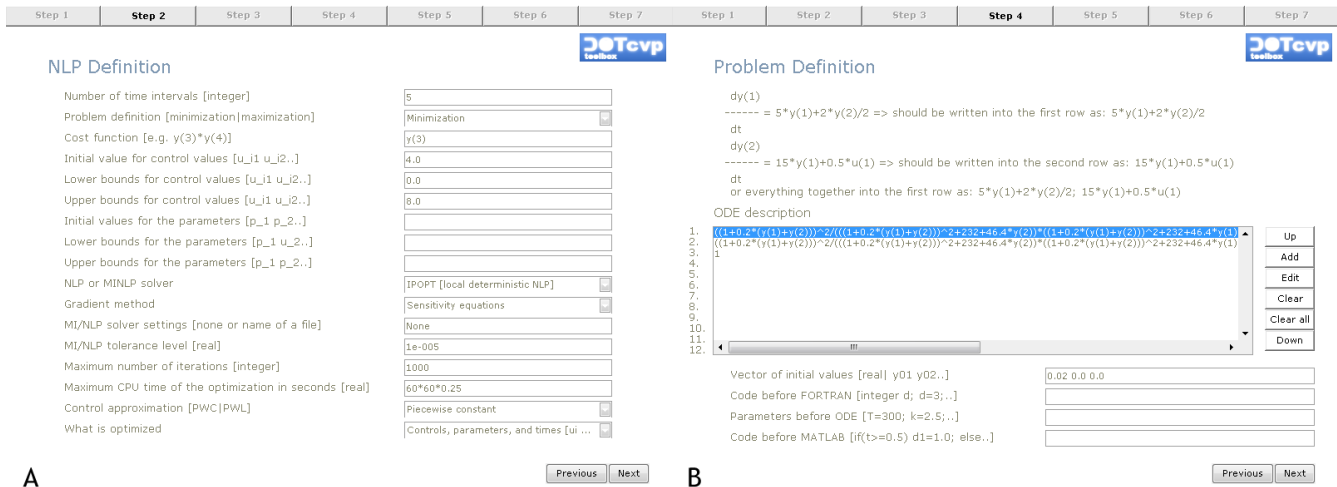 Step 1 Step 2 Step 3 Step 4 Step 5 Step 6 Step 7
DOTcvp
toolbox
NLP Definition
Number of time intervals [integer] 5
Problem definition [minimization|maximization] Minimization
Cost function [e.g. y(3)*y(4)] y(3)
Initial value for control values [u_i1 u_i2..] 4.0
Lower bounds for control values [u_i1 u_i2..] 0.0
Upper bounds for control values [u_i1 u_i2..] 8.0
Initial values for the parameters [p_1 p_2..]
Lower bounds for the parameters [p_1 u_2..]
Upper bounds for the parameters [p_1 p_2..]
NLP or MINLP solver IPOPT [local deterministic NLP]
Gradient method Sensitivity equations
MI/NLP solver settings [none or name of a file] None
MI/NLP tolerance level [real] 1e-005
Maximum number of iterations [integer] 1000
Maximum CPU time of the optimization in seconds [real] 60*60*0.25
Control approximation [PWC|PWL] Piecewise constant
What is optimized Controls, parameters, and times [ui ...
Previous Next
A
Step 1 Step 2 Step 3 Step 4 Step 5 Step 6 Step 7
DOTcvp
toolbox
Problem Definition
dy(1)
------ = 5*y(1)+2*y(2)/2 => should be written into the first row as: 5*y(1)+2*y(2)/2
dt
dy(2)
------ = 15*y(1)+0.5*u(1) => should be written into the second row as: 15*y(1)+0.5*u(1)
dt
or everything together into the first row as: 5*y(1)+2*y(2)/2; 15*y(1)+0.5*u(1)
ODE description
1. ((1+0.2*(y(1)+y(2)))^2/(((1+0.2*(y(1)+y(2)))^2+232+46.4*y(2))*((1+0.2*(y(1)+y(2)))^2+232+46.4*y(1)
2. ((1+0.2*(y(1)+y(2)))^2/(((1+0.2*(y(1)+y(2)))^2+232+46.4*y(2))*((1+0.2*(y(1)+y(2)))^2+232+46.4*y(1)
3. 1
4.
5.
6.
7.
8.
9.
10.
11.
12.
Up
Add
Edit
Clear
Clear all
Down
Vector of initial values [real| y01 y02..] 0.02 0.0 0.0
Code before FORTRAN [integer d; d=3;..]
Parameters before ODE [T=300; k=2.5;..]
Code before MATLAB [if(t>=0.5) d1=1.0; else..]
Previous Next
B